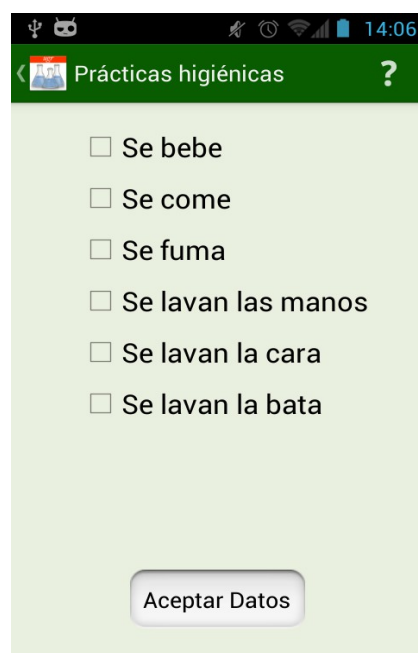 14:06
Prácticas higiénicas ?
Se bebe
Se come
Se fuma
Se lavan las manos
Se lavan la cara
Se lavan la bata
Aceptar Datos